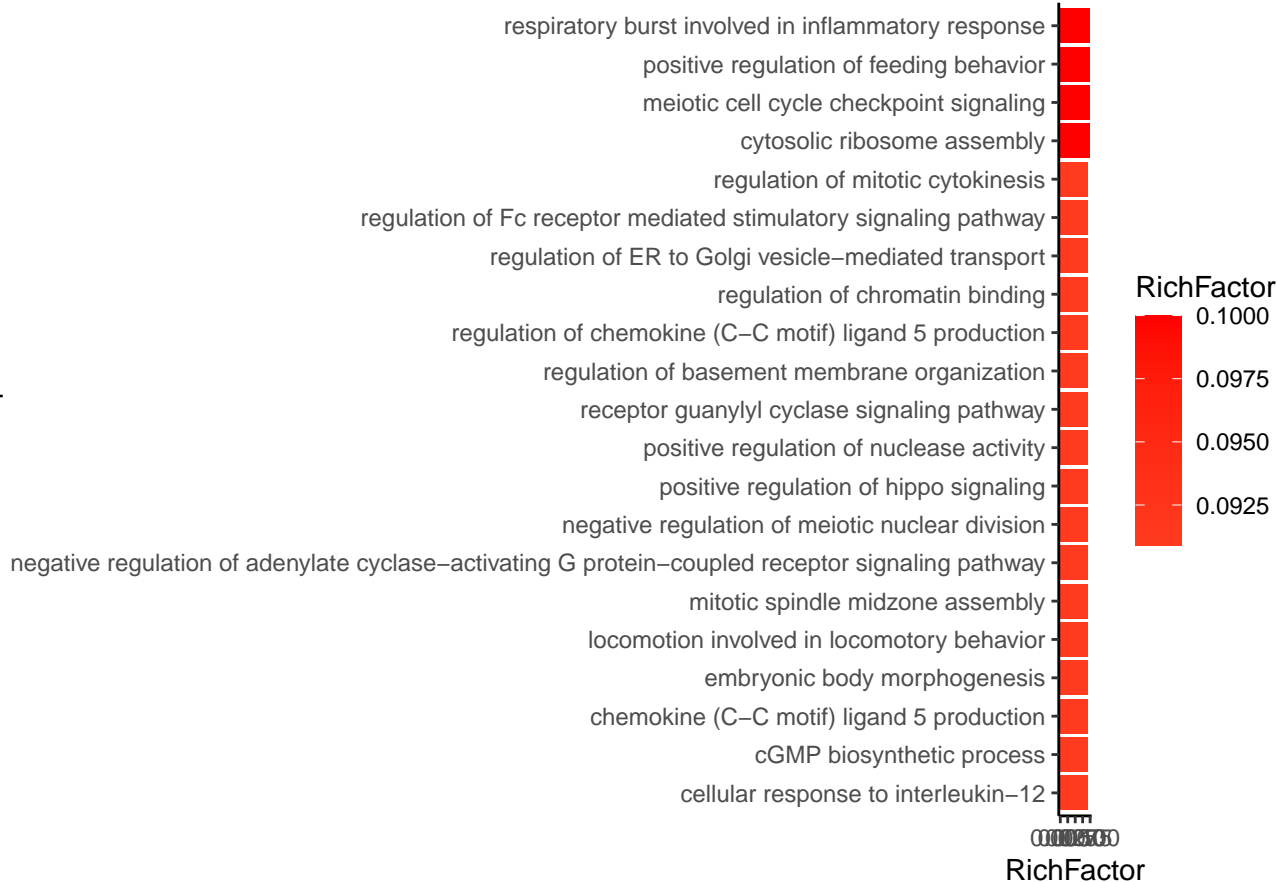 respiratory burst involved in inflammatory response
positive regulation of feeding behavior
meiotic cell cycle checkpoint signaling
cytosolic ribosome assembly
regulation of mitotic cytokinesis
regulation of Fc receptor mediated stimulatory signaling pathway
regulation of ER to Golgi vesicle−mediated transport
regulation of chromatin binding
regulation of chemokine (C−C motif) ligand 5 production
regulation of basement membrane organization
receptor guanylyl cyclase signaling pathway
positive regulation of nuclease activity
positive regulation of hippo signaling
negative regulation of meiotic nuclear division
negative regulation of adenylate cyclase−activating G protein−coupled receptor signaling pathway
mitotic spindle midzone assembly
locomotion involved in locomotory behavior
embryonic body morphogenesis
chemokine (C−C motif) ligand 5 production
cGMP biosynthetic process
cellular response to interleukin−12
RichFactor
RichFactor
0.1000
0.0975
0.0950
0.0925